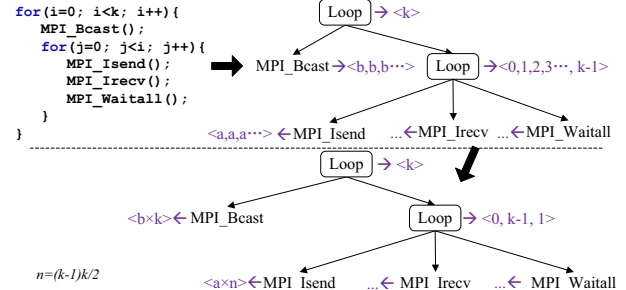 for(i=0; i<k; i++){
MPI_Bcast();
for(j=0; j<i; j++){
MPI_Isend();
MPI_Irecv();
MPI_Waitall();
}
}
Loop → <k>
MPI_Bcast→<b,b,b···> Loop →<0,1,2,3···, k-1>
<a,a,a···> ←MPI_Isend ...←MPI_Irecv ...←MPI_Waitall
Loop → <k>
<b×k>←MPI_Bcast Loop → <0, k-1, 1>
n=(k-1)k/2
<a×n>←MPI_Isend ...← MPI_Irecv ...← MPI_Waitall